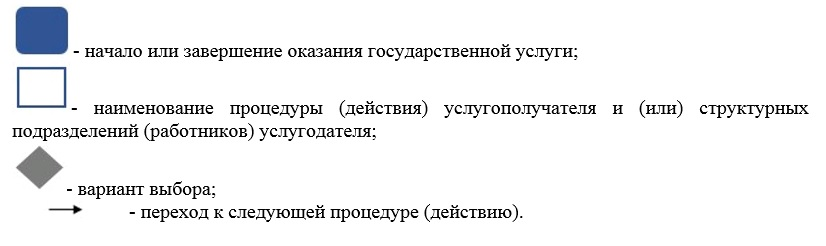 - начало или завершение оказания государственной услуги;
- наименование процедуры (действия) услугополучателя и (или) структурных
подразделений (работников) услугодателя;
- вариант выбора;
- переход к следующей процедуре (действию).